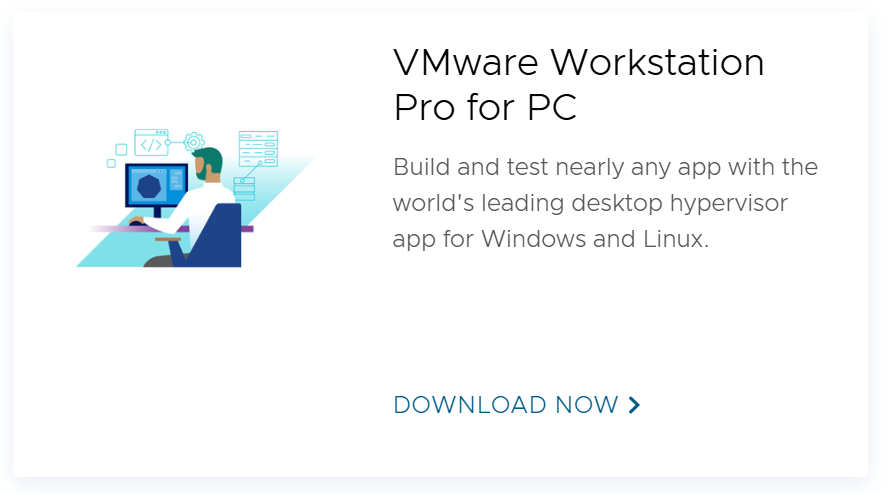 VMware Workstation
Pro for PC
Build and test nearly any app with the
world's leading desktop hypervisor
app for Windows and Linux.
</>
DOWNLOAD NOW